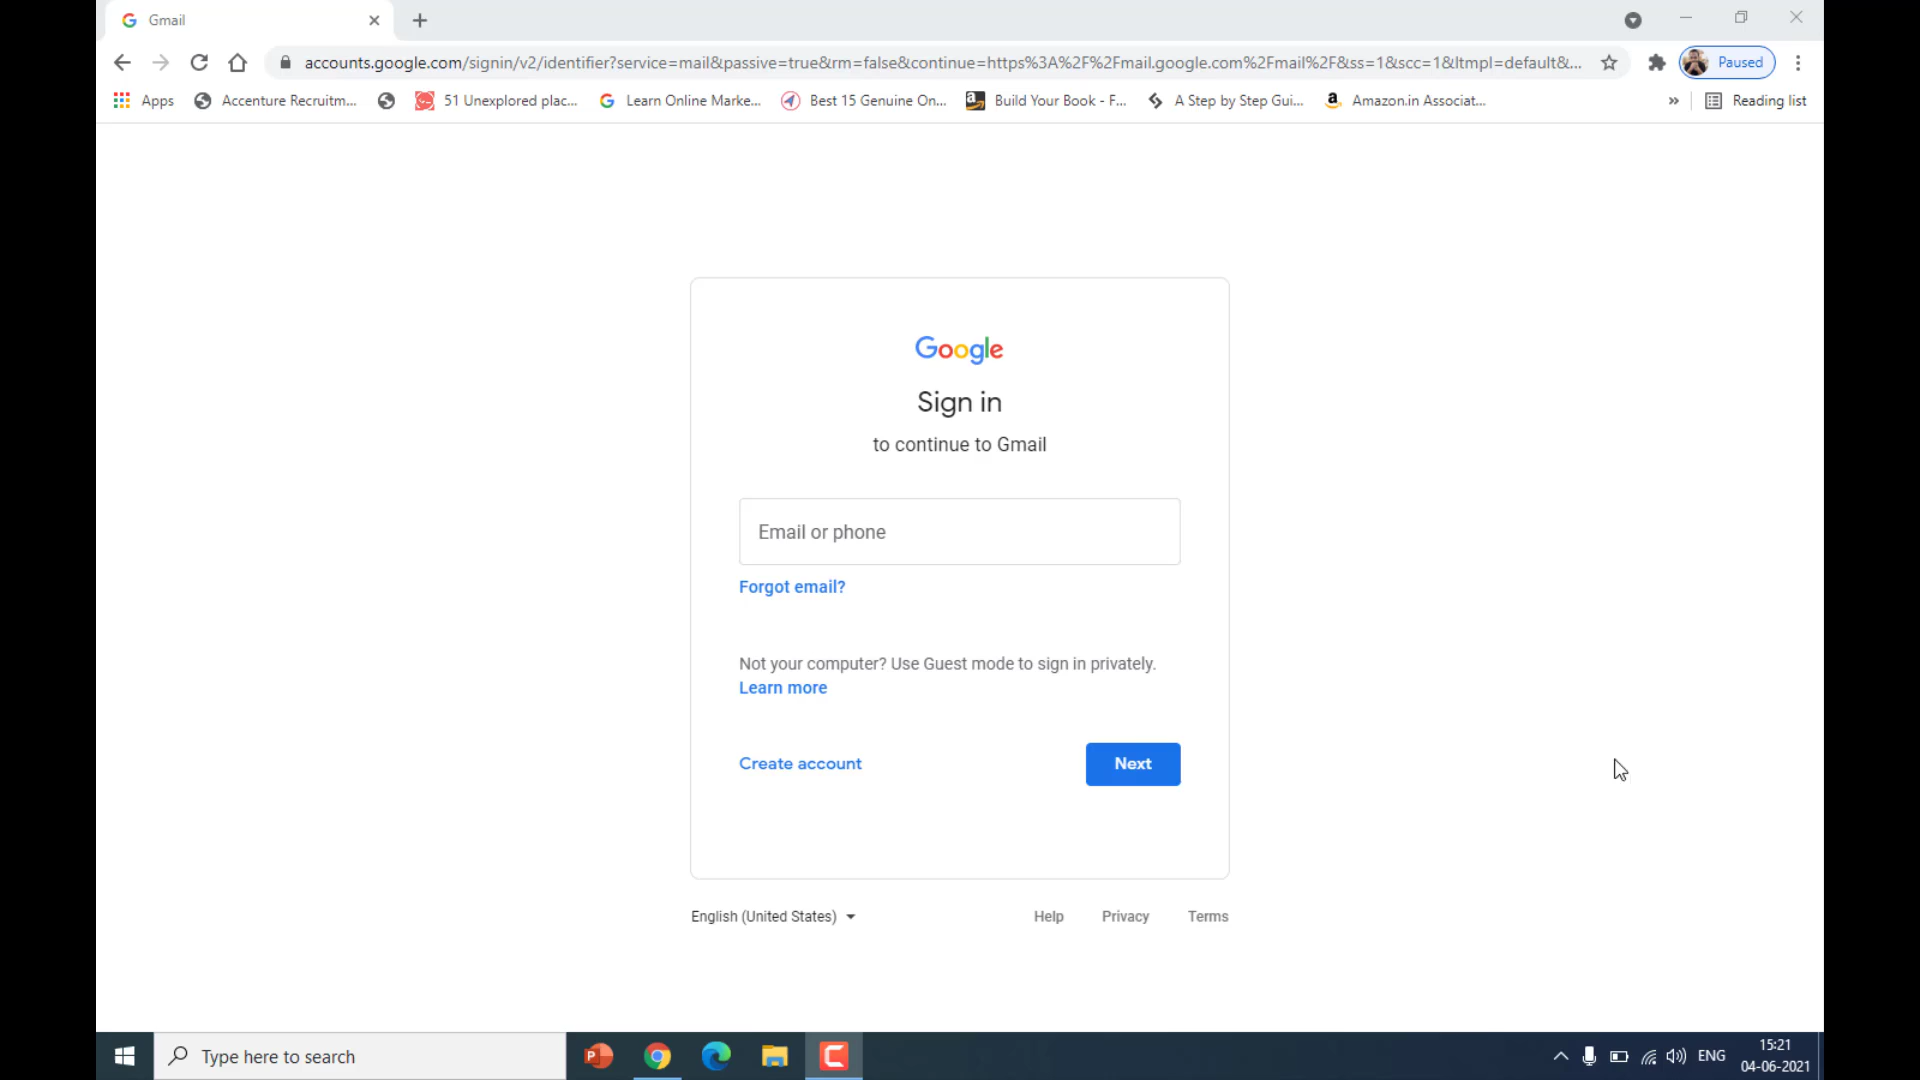 Gmail
accounts.google.com/signin/v2/identifier?service=mail&passive=true&rm=false&continue=https%3A%2F%2Fmail.google.com%2Fmail%2F&ss=1&scc=1&ltmpl=default&...
Paused
Apps Accenture Recruitm... 51 Unexplored plac... Learn Online Marke... Best 15 Genuine On... Build Your Book - F... A Step by Step Gui... Amazon.in Associat... » Reading list
Google
Sign in
to continue to Gmail
Email or phone
Forgot email?
Not your computer? Use Guest mode to sign in privately.
Learn more
Create account Next
English (United States) Help Privacy Terms
Type here to search
ENG
15:21
04-06-2021